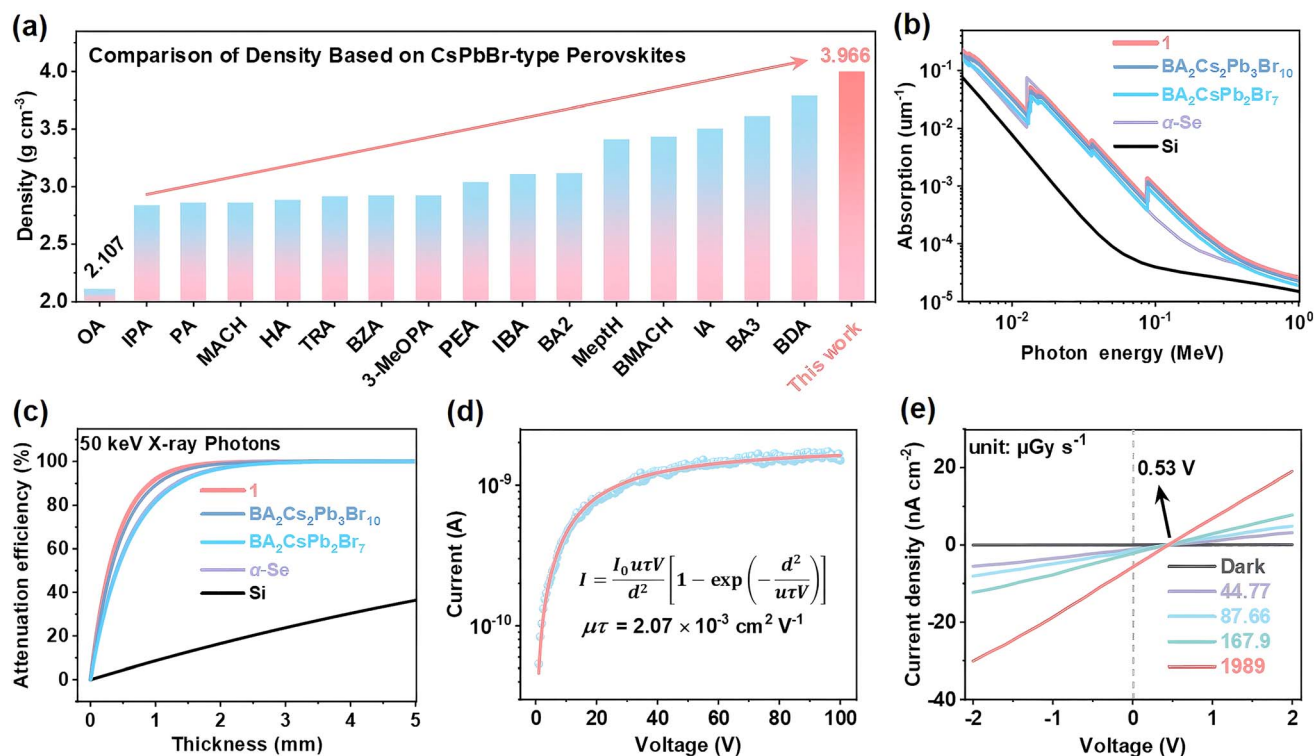 (a)
Comparison of Density Based on CsPbBr-type Perovskites
3.966
Density (g cm⁻³)
4.0
3.5
3.0
2.5
2.0
2.107
OA
IPA
PA
MACH
HA
TRA
BZA
3-MeOPA
PEA
IBA
BA2
MeptH
BMACH
IA
BA3
BDA
This work
(b)
Absorption (um⁻¹)
10⁻¹
10⁻²
10⁻³
10⁻⁴
10⁻⁵
1
BA₂Cs₂Pb₃Br₁₀
BA₂CsPb₂Br₇
α-Se
Si
10⁻² 10⁻¹ 10⁰
Photon energy (MeV)
(c)
50 keV X-ray Photons
Attenuation efficiency (%)
100
80
60
40
20
0
1
BA₂Cs₂Pb₃Br₁₀
BA₂CsPb₂Br₇
α-Se
Si
0 1 2 3 4 5
Thickness (mm)
(d)
Current (A)
10⁻⁹
10⁻¹⁰
I = I₀uτV/d² [1 − exp(−d²/uτV)]
μτ = 2.07 × 10⁻³ cm² V⁻¹
0 20 40 60 80 100
Voltage (V)
(e)
unit: μGy s⁻¹
0.53 V
Current density (nA cm⁻²)
20
0
-20
-40
Dark
44.77
87.66
167.9
1989
-2 -1 0 1 2
Voltage (V)